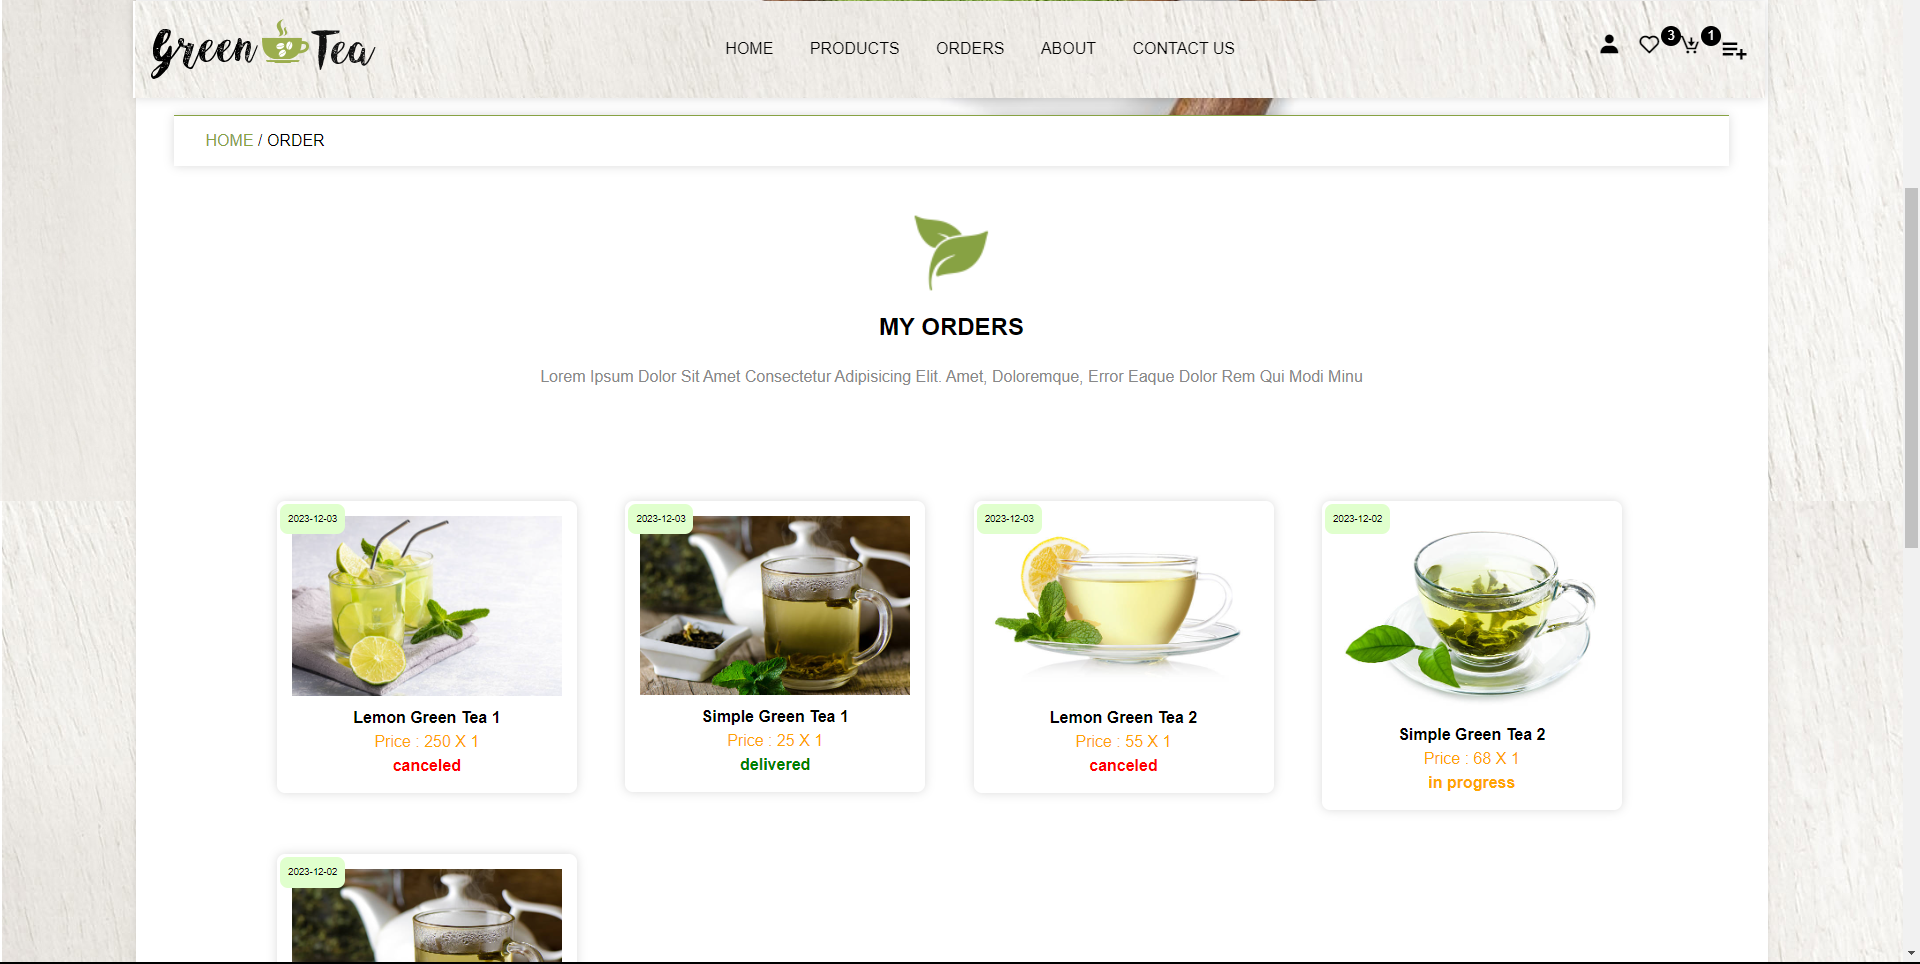 Green Tea
HOME PRODUCTS ORDERS ABOUT CONTACT US
3 1
HOME / ORDER
MY ORDERS
Lorem Ipsum Dolor Sit Amet Consectetur Adipisicing Elit. Amet, Doloremque, Error Eaque Dolor Rem Qui Modi Minu
2023-12-03
Lemon Green Tea 1
Price : 250 X 1
canceled
2023-12-03
Simple Green Tea 1
Price : 25 X 1
delivered
2023-12-03
Lemon Green Tea 2
Price : 55 X 1
canceled
2023-12-02
Simple Green Tea 2
Price : 68 X 1
in progress
2023-12-02